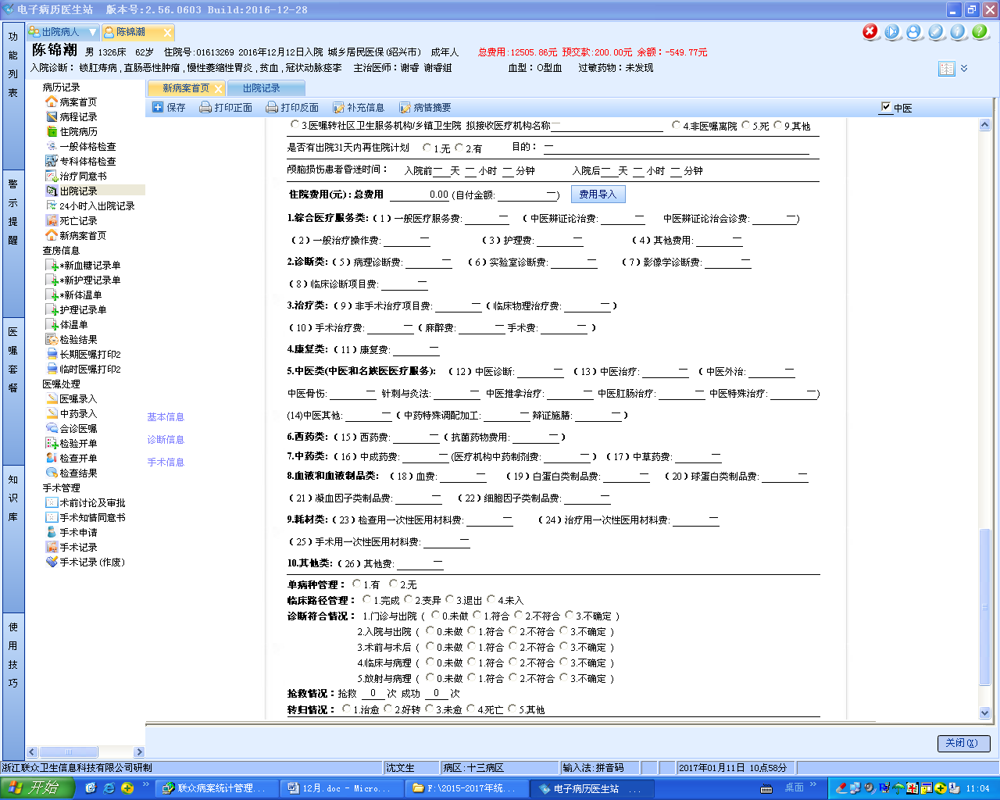 电子病历医生站 版本号:2.56.0603 Build:2016-12-28
出院病人 陈锦潮
陈锦潮 男 1326床 62岁 住院号:01613269 2016年12月12日入院 城乡居民医保(绍兴市) 成年人 总费用:12505.86元 预交款:200.00元 余额：-549.77元
入院诊断： 锁肛痔病,直肠恶性肿瘤,慢性萎缩性胃炎,贫血,冠状动脉痉挛 主治医师：谢睿 谢睿组 血型：O型血 过敏药物：未发现
功能列表
警示提醒
医嘱套餐
知识库
使用技巧
病历记录
病案首页
病程记录
住院病历
一般体格检查
专科体格检查
治疗同意书
出院记录
24小时入出院记录
死亡记录
新病案首页
查房信息
*新血糖记录单
*新护理记录单
*新体温单
护理记录单
体温单
检验结果
长期医嘱打印2
临时医嘱打印2
医嘱处理
医嘱录入
中药录入
会诊医嘱
检验开单
检查开单
检查结果
手术管理
术前讨论及审批
手术知情同意书
手术申请
手术记录
手术记录(作废)
新病案首页 出院记录
保存 打印正面 打印反面 补充信息 病情摘要 中医
基本信息
诊断信息
手术信息
3.医嘱转社区卫生服务机构/乡镇卫生院 拟接收医疗机构名称— 4.非医嘱离院 5.死 9.其他
是否有出院31天内再住院计划 1.无 2.有 目的： —
颅脑损伤患者昏迷时间： 入院前— 天 — 小时 — 分钟 入院后— 天 — 小时 — 分钟
住院费用(元)：总费用 0.00 (自付金额: —) 费用导入
1.综合医疗服务类:（1）一般医疗服务费: — （中医辨证论治费: — 中医辨证论治会诊费: —)
（2）一般治疗操作费: — （3）护理费: — （4）其他费用: —
2.诊断类:（5）病理诊断费: — （6）实验室诊断费: — （7）影像学诊断费: —
（8）临床诊断项目费: —
3.治疗类:（9）非手术治疗项目费: —（临床物理治疗费: —）
（10）手术治疗费: —（麻醉费: — 手术费: — ）
4.康复类:（11）康复费: —
5.中医类(中医和名族医医疗服务): （12）中医诊断: — （13）中医治疗: — （中医外治: —
中医骨伤: — 针刺与灸法: — 中医推拿治疗: — 中医肛肠治疗: — 中医特殊治疗: —)
(14)中医其他: —（中药特殊调配加工: — 辩证施膳: —）
6.西药类:（15）西药费: —（抗菌药物费用: —）
7.中药类:（16）中成药费: —(医疗机构中药制剂费: —）（17）中草药费: —
8.血液和血液制品类: （18）血费: — （19）白蛋白类制品费: — （20）球蛋白类制品费: —
（21）凝血因子类制品费: — （22）细胞因子类制品费: —
9.耗材类:（23）检查用一次性医用材料费: — （24）治疗用一次性医用材料费: —
（25）手术用一次性医用材料费: —
10.其他类:（26）其他费: —
单病种管理： 1.有 2.无
临床路径管理： 1.完成 2.变异 3.退出 4.未入
诊断符合情况： 1.门诊与出院（ 0.未做 1.符合 2.不符合 3.不确定 ）
2.入院与出院（ 0.未做 1.符合 2.不符合 3.不确定 ）
3.术前与术后（ 0.未做 1.符合 2.不符合 3.不确定 ）
4.临床与病理（ 0.未做 1.符合 2.不符合 3.不确定 ）
5.放射与病理（ 0.未做 1.符合 2.不符合 3.不确定 ）
抢救情况：抢救 0 次 成功 0 次
转归情况： 1.治愈 2.好转 3.未愈 4.死亡 5.其他
关闭(X)
浙江联众卫生信息科技有限公司研制 沈文生 病区:十三病区 输入法:拼音码 2017年01月11日 10点58分
开始 联众病案统计管理... 12月.doc - Micro... F:\2015-2017年统... 电子病历医生站 ... 桌面 11:04